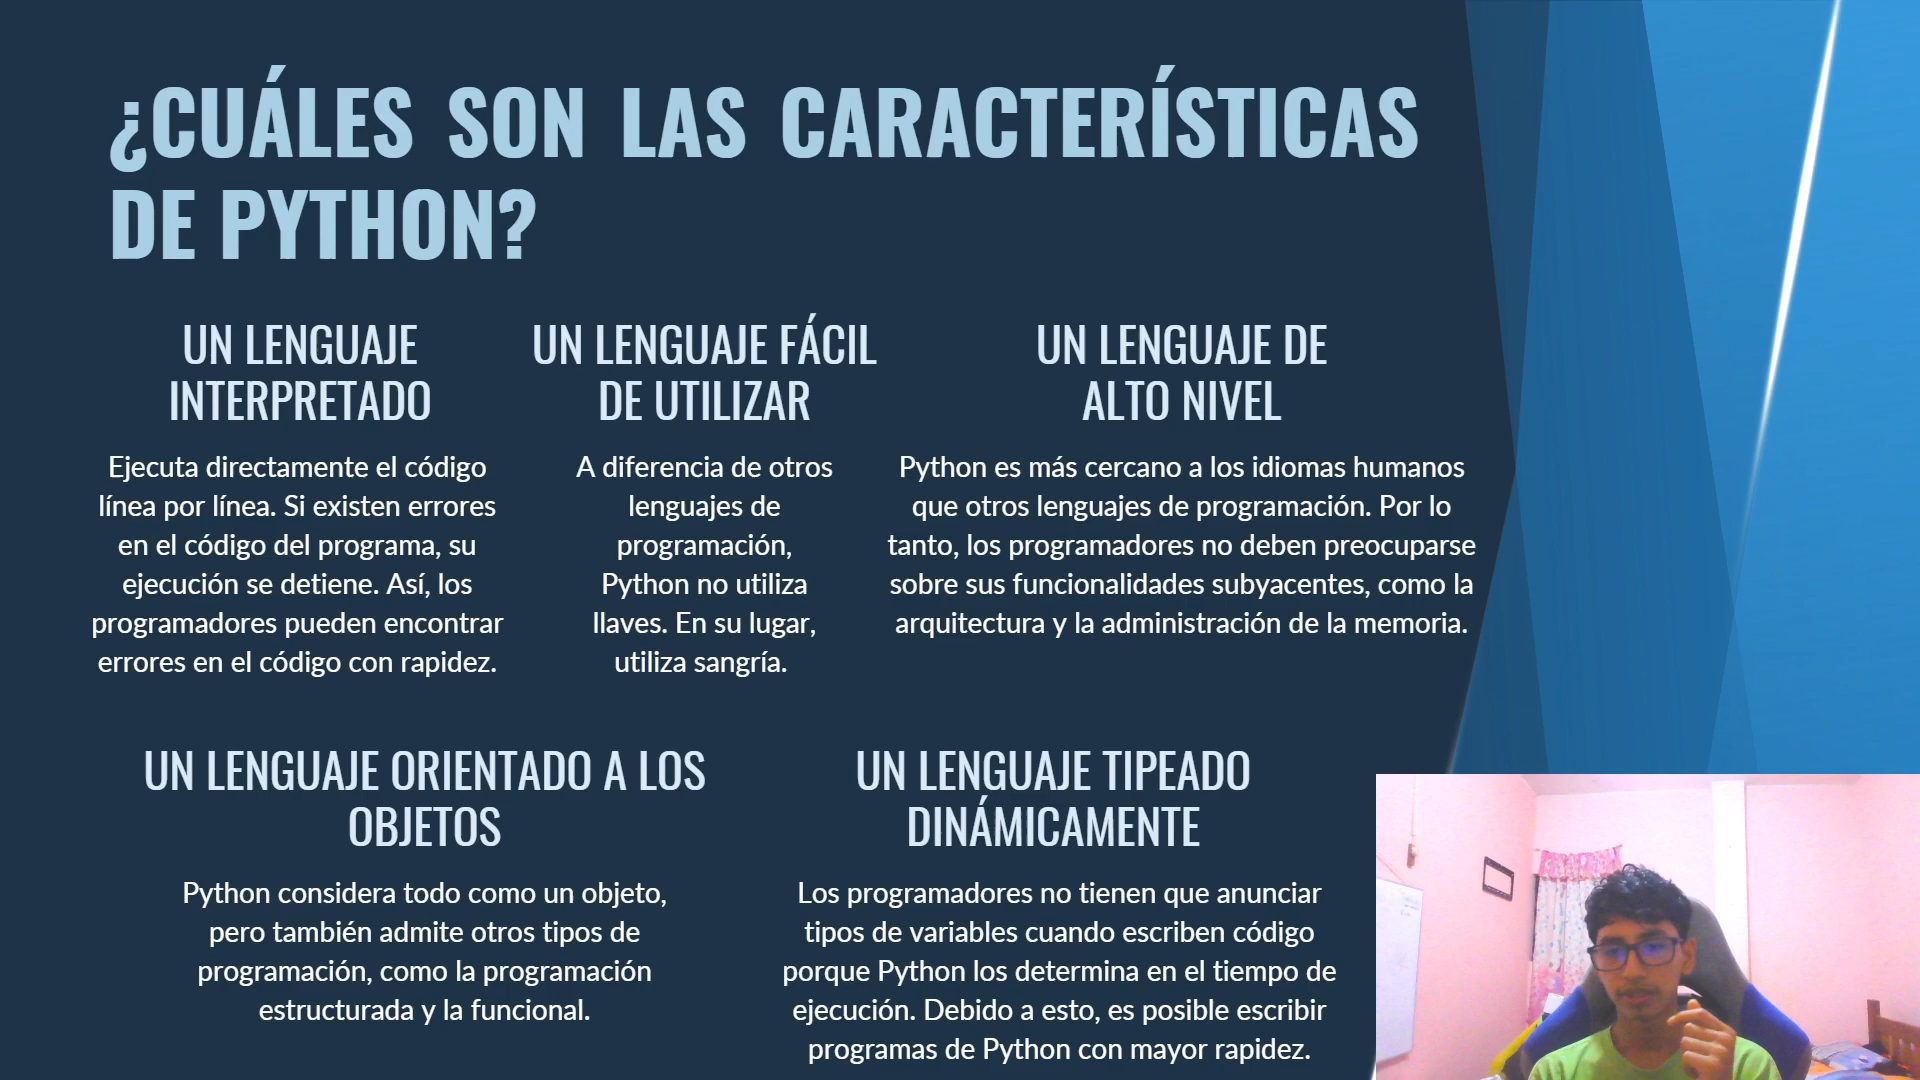 ¿CUÁLES SON LAS CARACTERÍSTICAS
DE PYTHON?
UN LENGUAJE
INTERPRETADO
Ejecuta directamente el código
línea por línea. Si existen errores
en el código del programa, su
ejecución se detiene. Así, los
programadores pueden encontrar
errores en el código con rapidez.
UN LENGUAJE FÁCIL
DE UTILIZAR
A diferencia de otros
lenguajes de
programación,
Python no utiliza
llaves. En su lugar,
utiliza sangría.
UN LENGUAJE DE
ALTO NIVEL
Python es más cercano a los idiomas humanos
que otros lenguajes de programación. Por lo
tanto, los programadores no deben preocuparse
sobre sus funcionalidades subyacentes, como la
arquitectura y la administración de la memoria.
UN LENGUAJE ORIENTADO A LOS
OBJETOS
Python considera todo como un objeto,
pero también admite otros tipos de
programación, como la programación
estructurada y la funcional.
UN LENGUAJE TIPEADO
DINÁMICAMENTE
Los programadores no tienen que anunciar
tipos de variables cuando escriben código
porque Python los determina en el tiempo de
ejecución. Debido a esto, es posible escribir
programas de Python con mayor rapidez.